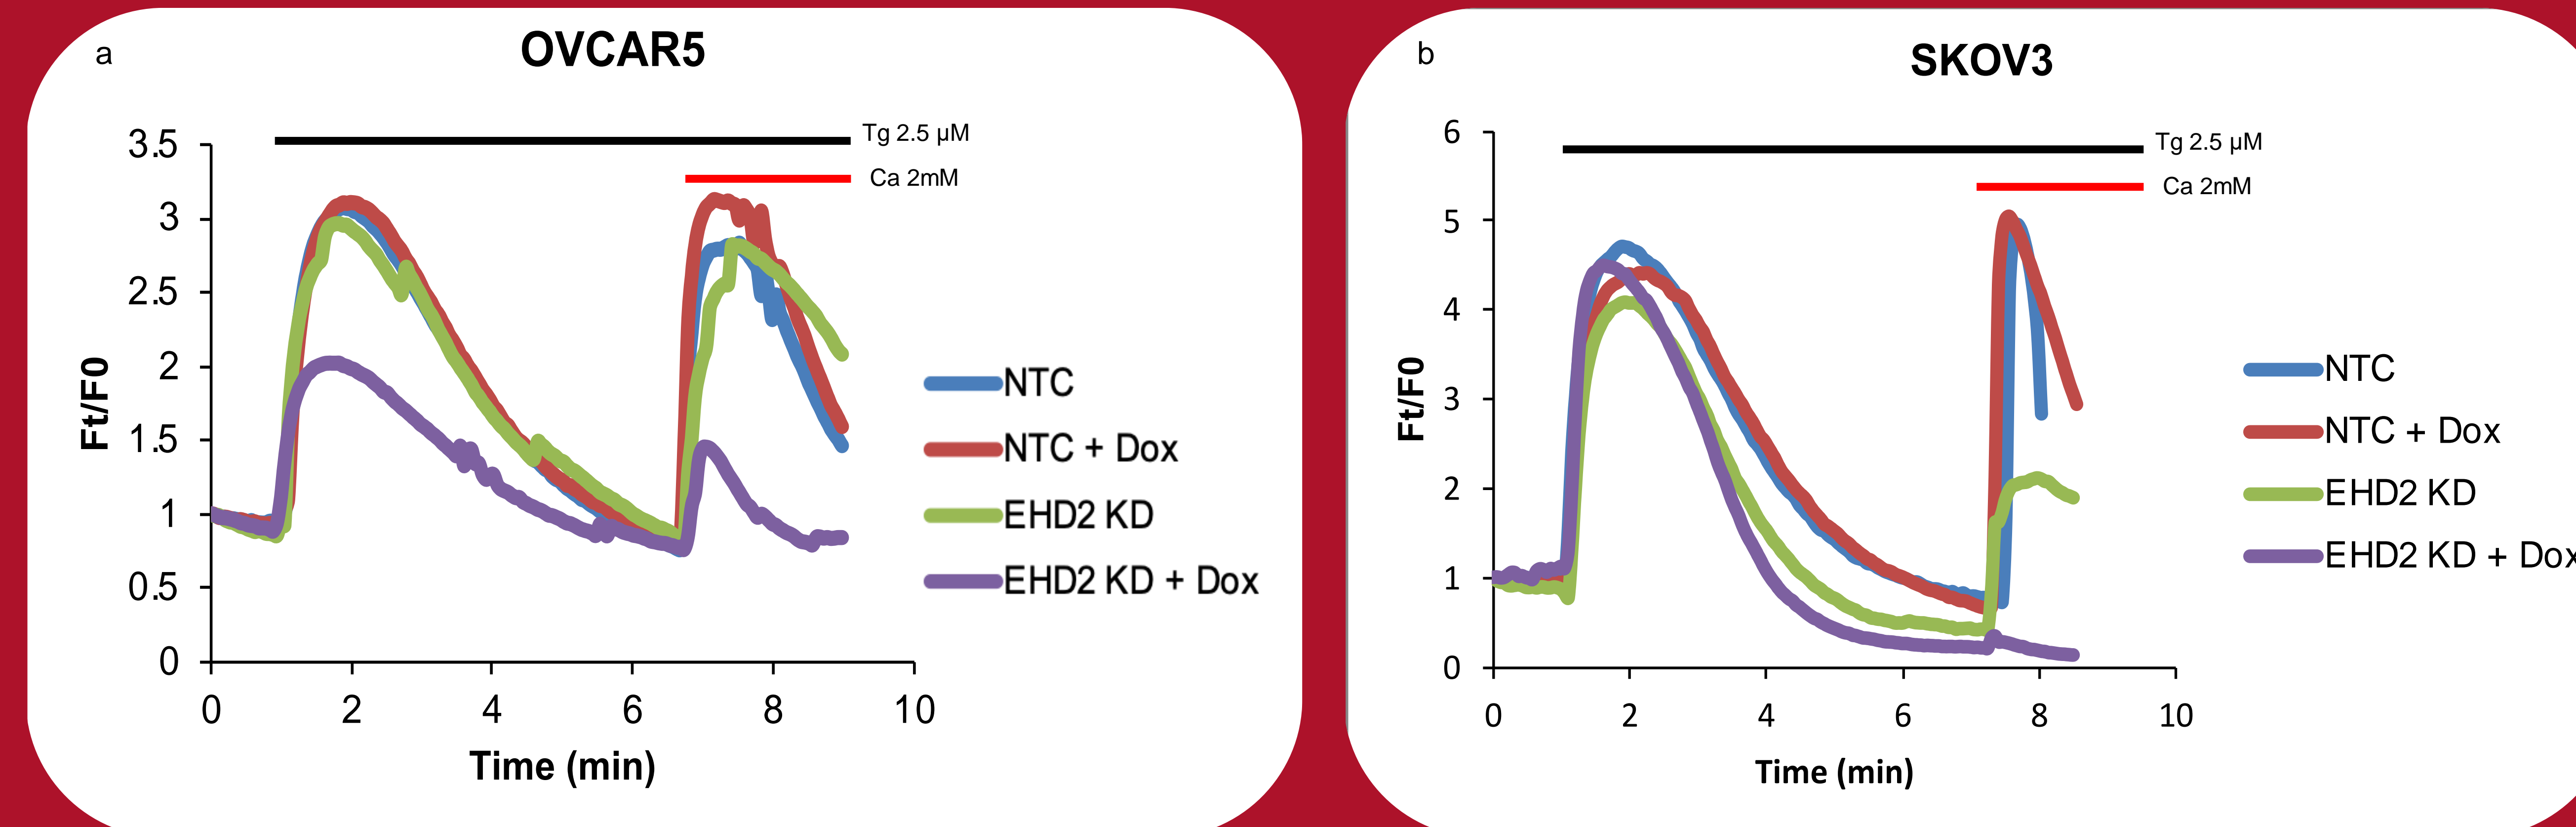 a
OVCAR5
Tg 2.5 µM
Ca 2mM
3.5
3
2.5
2
1.5
1
0.5
0
Ft/F0
0 2 4 6 8 10
Time (min)
NTC
NTC + Dox
EHD2 KD
EHD2 KD + Dox
b
SKOV3
Tg 2.5 µM
Ca 2mM
6
5
4
3
2
1
0
Ft/F0
0 2 4 6 8 10
Time (min)
NTC
NTC + Dox
EHD2 KD
EHD2 KD + Dox